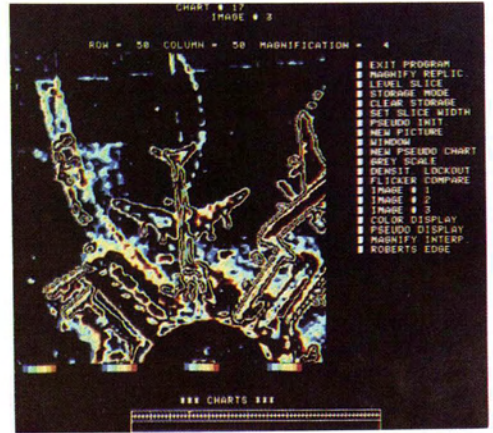 CHART # 17
IMAGE # 3
ROW = 50 COLUMN = 50 MAGNIFICATION = 4
EXIT PROGRAM
MAGNIFY REPLIC.
LEVEL SLICE
STORAGE MODE
CLEAR STORAGE
SET SLICE WIDTH
PSEUDO INIT.
NEW PICTURE
WINDOW
NEW PSEUDO CHART
GREY SCALE
DENSIT. LOCKOUT
FLICKER COMPARE
IMAGE # 1
IMAGE # 2
IMAGE # 3
COLOR DISPLAY
PSEUDO DISPLAY
MAGNIFY INTERP.
ROBERTS EDGE
*** CHARTS ***